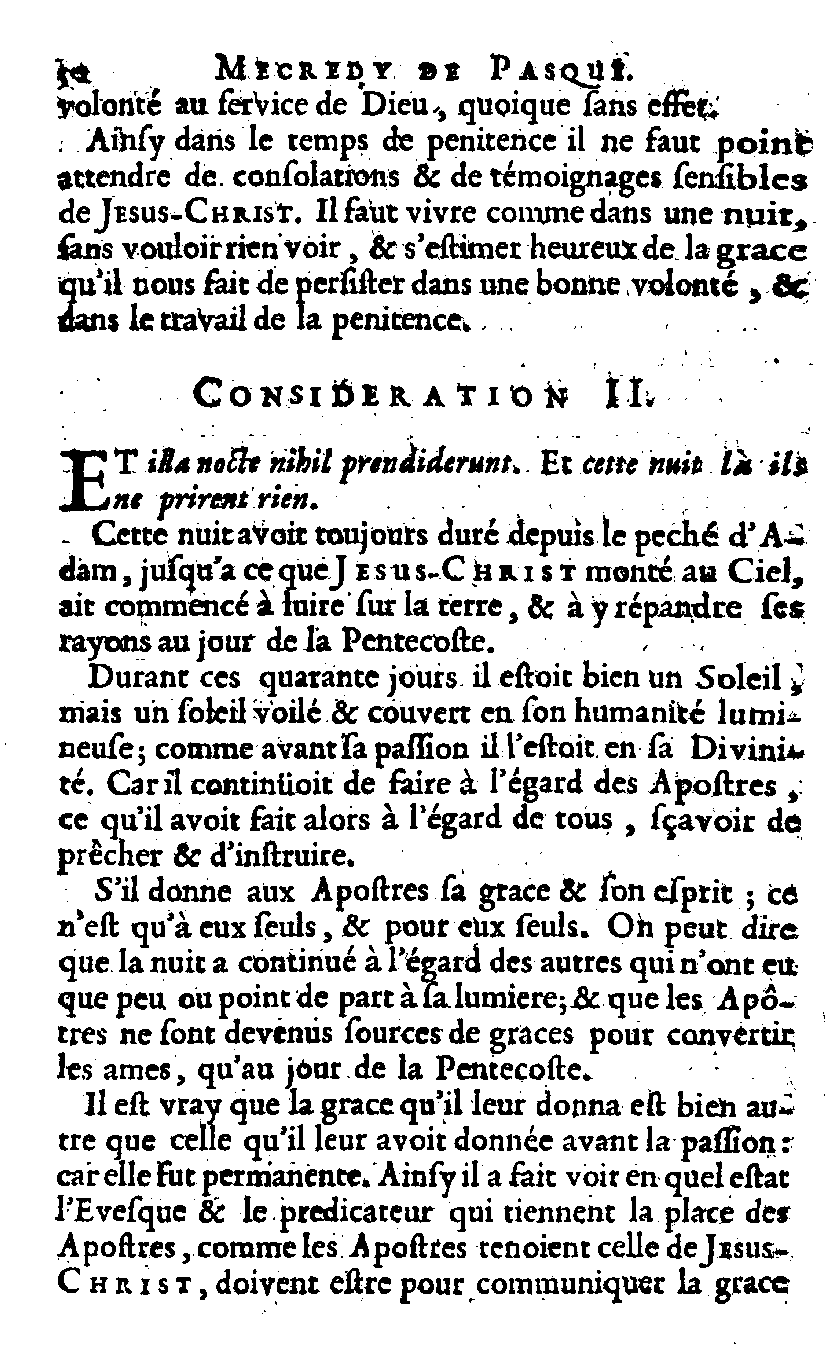 MECREDY DE PASQUE.
volonté au ſervice de Dieu, quoique ſans effet.
Ainſy dans le temps de penitence il ne faut point
attendre de conſolations & de témoignages ſenſibles
de JESUS-CHRIST. Il faut vivre comme dans une nuit,
ſans vouloir rien voir, & s'eſtimer heureux de la grace
qu'il nous fait de perſiſter dans une bonne volonté, &
dans le travail de la penitence.
CONSIDERATION II.
ET illa nocte nihil prendiderunt. Et cette nuit là ils
ne prirent rien.
Cette nuit avoit toujours duré depuis le peché d'A-
dam, juſqu'a ce que JESUS-CHRIST monté au Ciel,
ait commencé à luire ſur la terre, & à y répandre ſes
rayons au jour de la Pentecoſte.
Durant ces quarante jours il eſtoit bien un Soleil,
mais un ſoleil voilé & couvert en ſon humanité lumi-
neuſe; comme avant ſa paſſion il l'eſtoit en ſa Divini-
té. Car il continüoit de faire à l'égard des Apoſtres,
ce qu'il avoit fait alors à l'égard de tous, ſçavoir de
prêcher & d'inſtruire.
S'il donne aux Apoſtres ſa grace & ſon eſprit; ce
n'eſt qu'à eux ſeuls, & pour eux ſeuls. On peut dire
que la nuit a continué à l'égard des autres qui n'ont eu
que peu ou point de part à ſa lumiere; & que les Apô-
tres ne ſont devenus ſources de graces pour convertir
les ames, qu'au jour de la Pentecoſte.
Il eſt vray que la grace qu'il leur donna eſt bien au-
tre que celle qu'il leur avoit donnée avant la paſſion:
car elle fut permanente. Ainſy il a fait voir en quel eſtat
l'Eveſque & le predicateur qui tiennent la place des
Apoſtres, comme les Apoſtres tenoient celle de JESUS-
CHRIST, doivent eſtre pour communiquer la grace